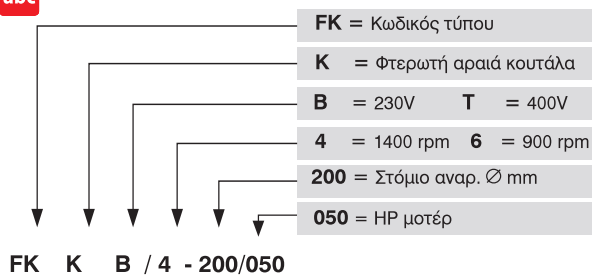 abc
FK = Κωδικός τύπου
K = Φτερωτή αραιά κουτάλα
B = 230V T = 400V
4 = 1400 rpm 6 = 900 rpm
200 = Στόμιο αναρ. ∅ mm
050 = HP μοτέρ
FK K B / 4 - 200/050